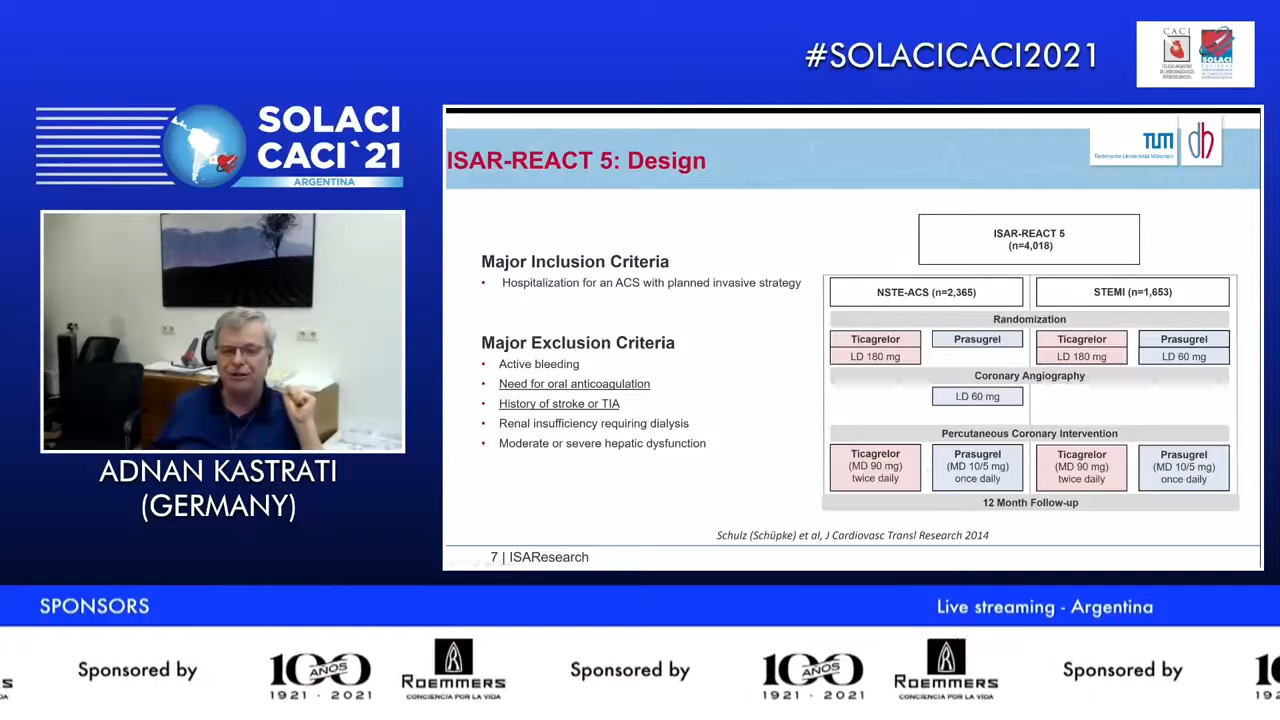 #SOLACICACI2021
CACI
SOLACI
SOLACI
CACI`21
ARGENTINA
ADNAN KASTRATI
(GERMANY)
ISAR-REACT 5: Design
TUM
Technische Universität München
Major Inclusion Criteria
• Hospitalization for an ACS with planned invasive strategy
Major Exclusion Criteria
• Active bleeding
• Need for oral anticoagulation
• History of stroke or TIA
• Renal insufficiency requiring dialysis
• Moderate or severe hepatic dysfunction
ISAR-REACT 5
(n=4,018)
NSTE-ACS (n=2,365) STEMI (n=1,653)
Randomization
Ticagrelor Prasugrel Ticagrelor Prasugrel
LD 180 mg LD 180 mg LD 60 mg
Coronary Angiography
LD 60 mg
Percutaneous Coronary Intervention
Ticagrelor Prasugrel Ticagrelor Prasugrel
(MD 90 mg) (MD 10/5 mg) (MD 90 mg) (MD 10/5 mg)
twice daily once daily twice daily once daily
12 Month Follow-up
Schulz (Schüpke) et al, J Cardiovasc Transl Research 2014
7 | ISAResearch
SPONSORS
Live streaming - Argentina
Sponsored by
100 AÑOS
1921 - 2021
ROEMMERS
CONCIENCIA POR LA VIDA
Sponsored by
100 AÑOS
1921 - 2021
ROEMMERS
CONCIENCIA POR LA VIDA
Sponsored by